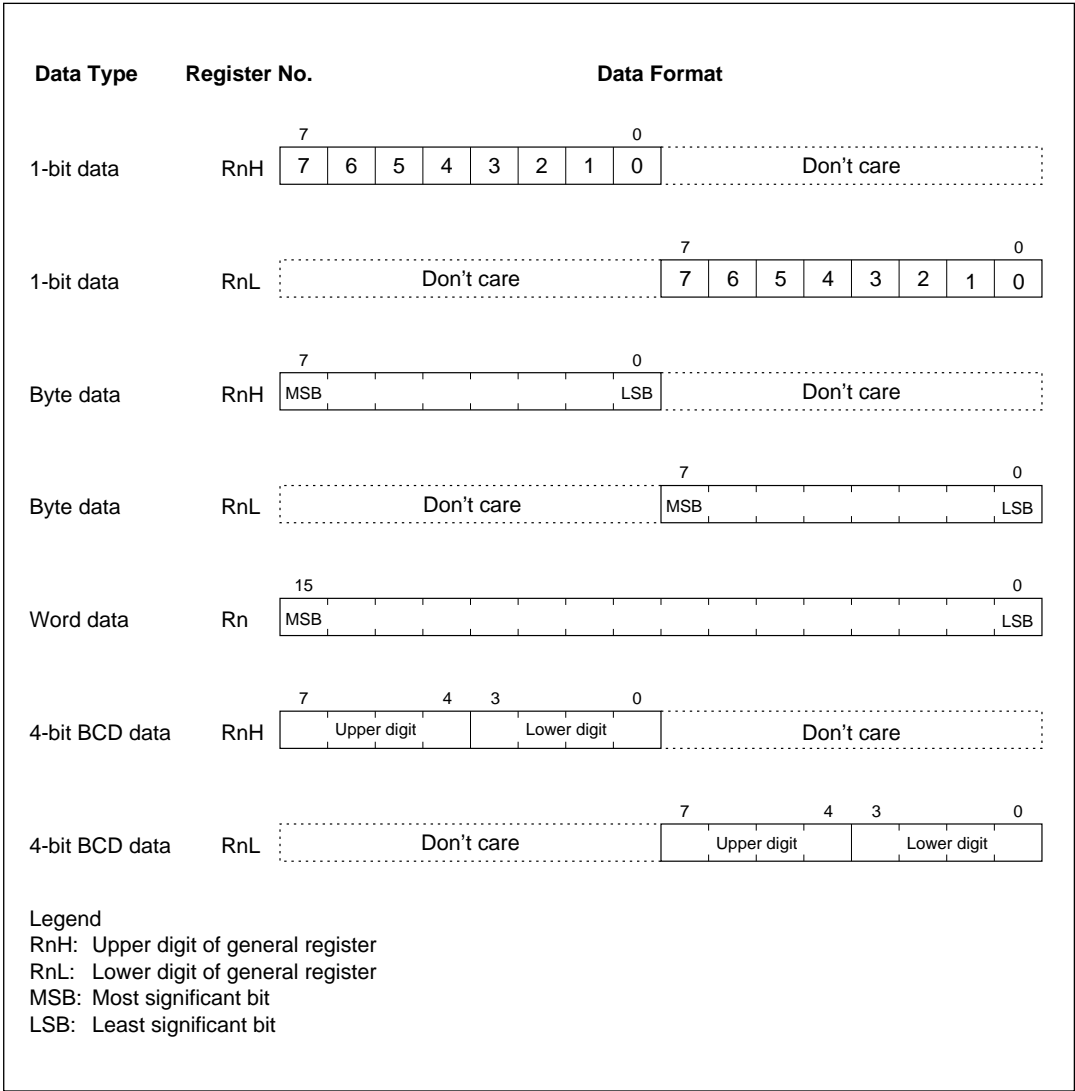 Data Type Register No. Data Format
7 0
1-bit data RnH 7 6 5 4 3 2 1 0 Don't care
7 0
1-bit data RnL Don't care 7 6 5 4 3 2 1 0
7 0
Byte data RnH MSB LSB Don't care
7 0
Byte data RnL Don't care MSB LSB
15 0
Word data Rn MSB LSB
7 4 3 0
4-bit BCD data RnH Upper digit Lower digit Don't care
7 4 3 0
4-bit BCD data RnL Don't care Upper digit Lower digit
Legend
RnH: Upper digit of general register
RnL: Lower digit of general register
MSB: Most significant bit
LSB: Least significant bit